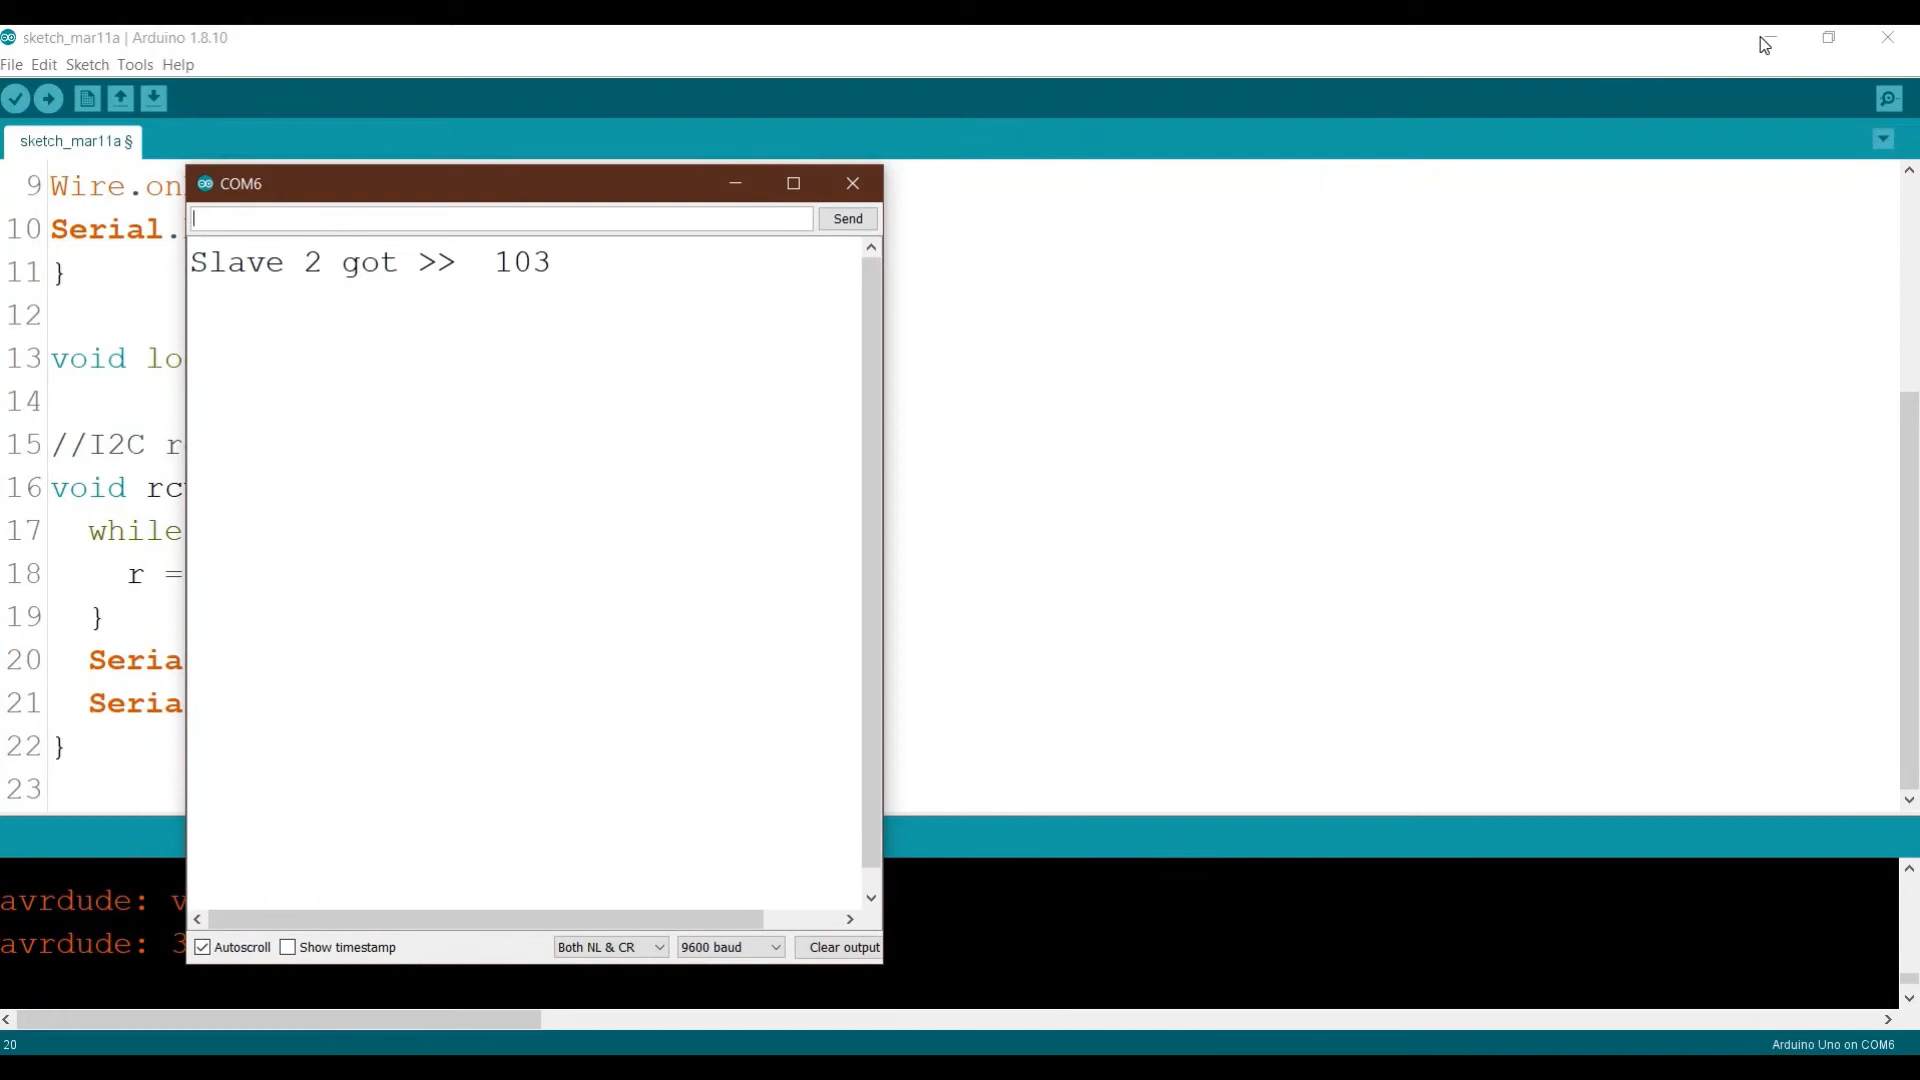 sketch_mar11a | Arduino 1.8.10
File Edit Sketch Tools Help
sketch_mar11a §
COM6
Send
Slave 2 got >>  103
9 Wire.on
10 Serial.
11 }
12
13 void lo
14
15 //I2C r
16 void rc
17 while
18 r =
19 }
20 Seria
21 Seria
22 }
23
Autoscroll Show timestamp Both NL & CR 9600 baud Clear output
avrdude: v
avrdude: 3
20 Arduino Uno on COM6